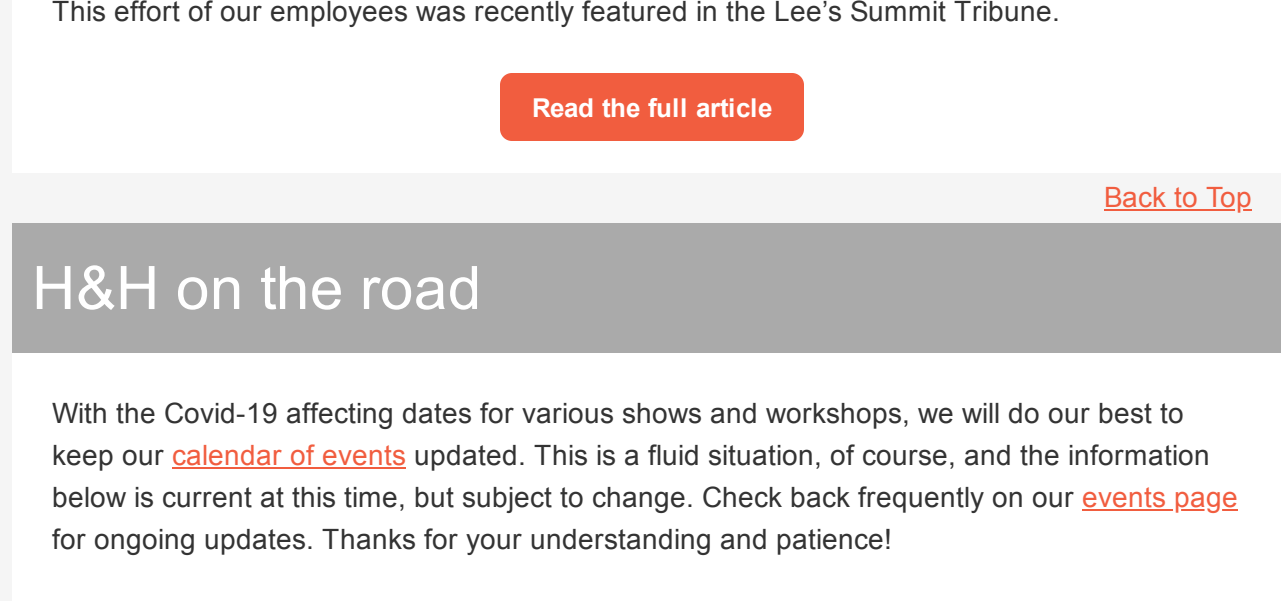 This effort of our employees was recently featured in the Lee’s Summit Tribune.
Read the full article
Back to Top
H&H on the road
With the Covid-19 affecting dates for various shows and workshops, we will do our best to
keep our calendar of events updated. This is a fluid situation, of course, and the information
below is current at this time, but subject to change. Check back frequently on our events page
for ongoing updates. Thanks for your understanding and patience!